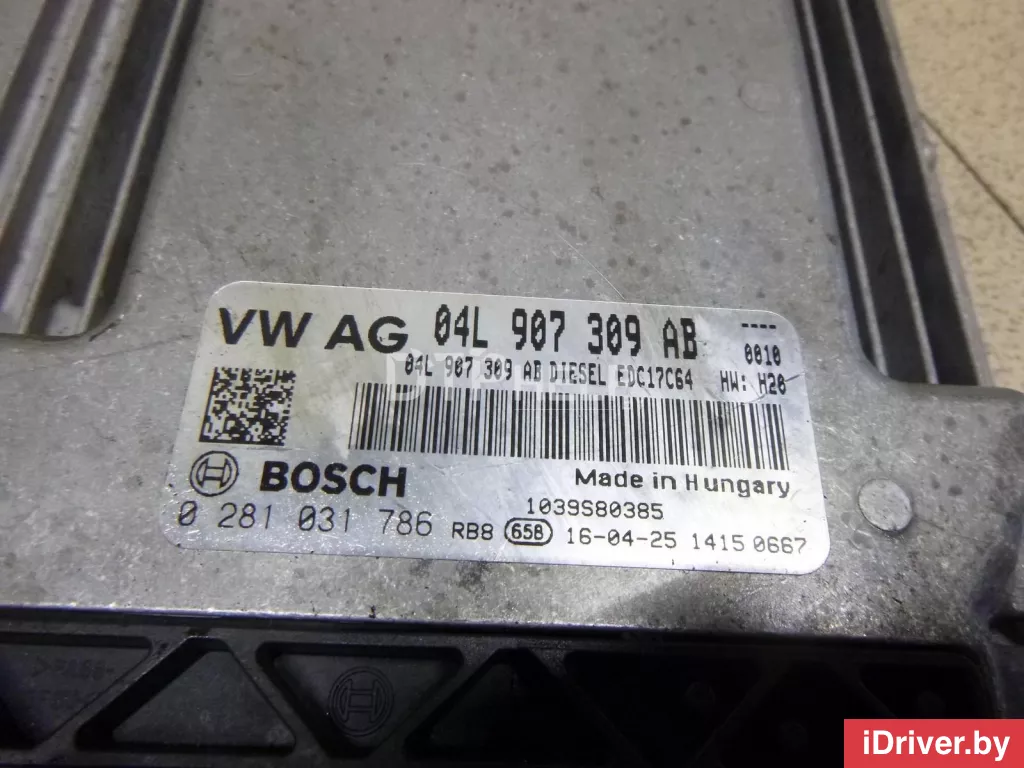 VW AG 04L 907 309 AB ----
04L 907 309 AB DIESEL EDC17C64 HW: H20 0010
BOSCH Made in Hungary
1039S80385
0 281 031 786 RB8 65B 16-04-25 1415 0667
iDriver.by